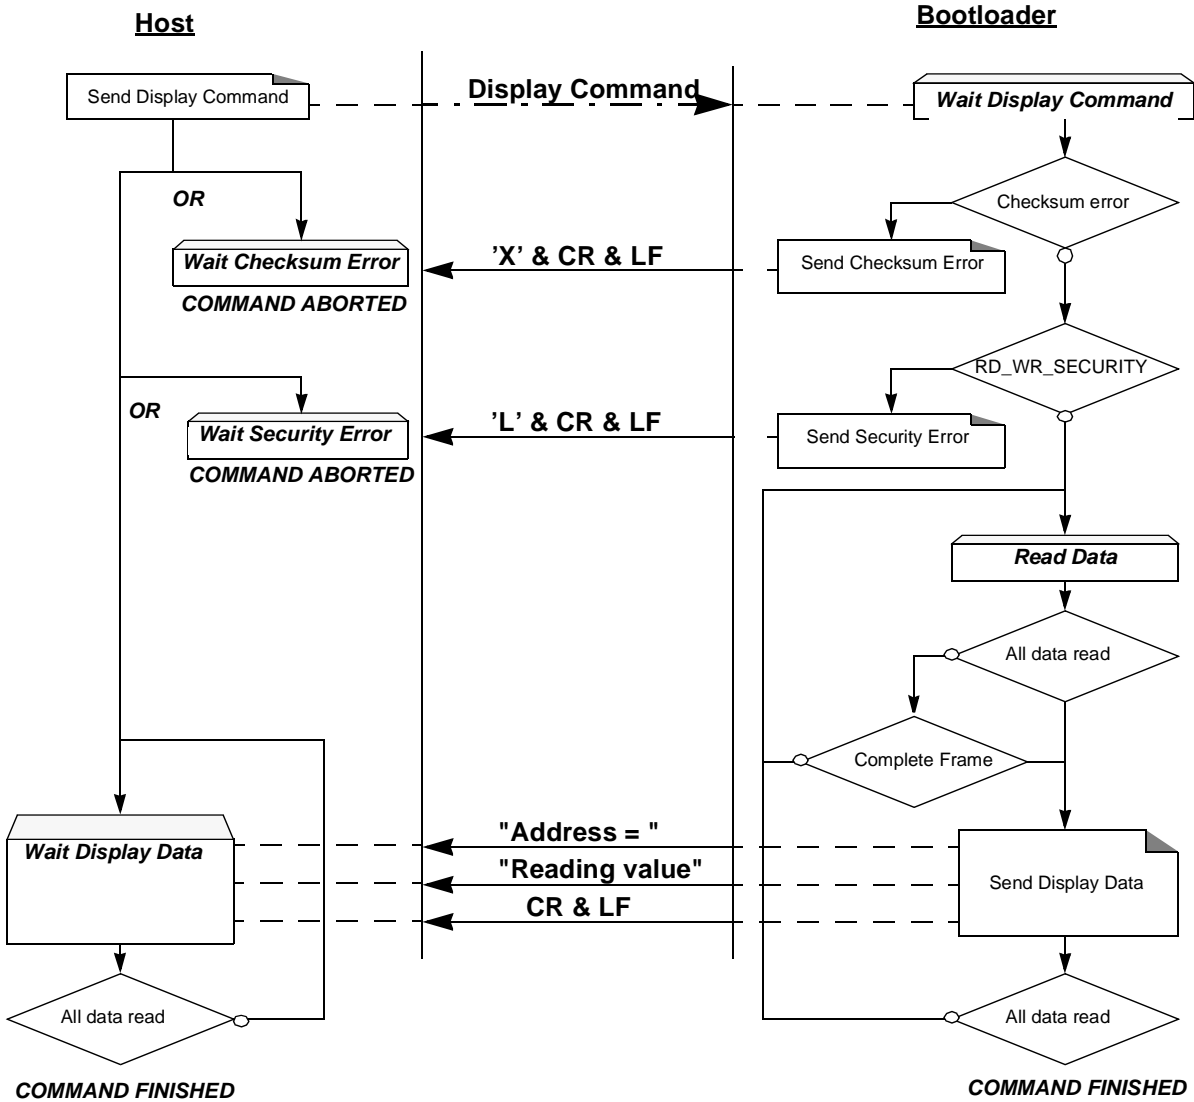 Host
Bootloader
Send Display Command
Display Command
Wait Display Command
OR
Checksum error
Wait Checksum Error
’X’ & CR & LF
Send Checksum Error
COMMAND ABORTED
RD_WR_SECURITY
OR
Wait Security Error
’L’ & CR & LF
Send Security Error
COMMAND ABORTED
Read Data
All data read
Complete Frame
"Address = "
Wait Display Data
"Reading value"
Send Display Data
CR & LF
All data read
All data read
COMMAND FINISHED
COMMAND FINISHED